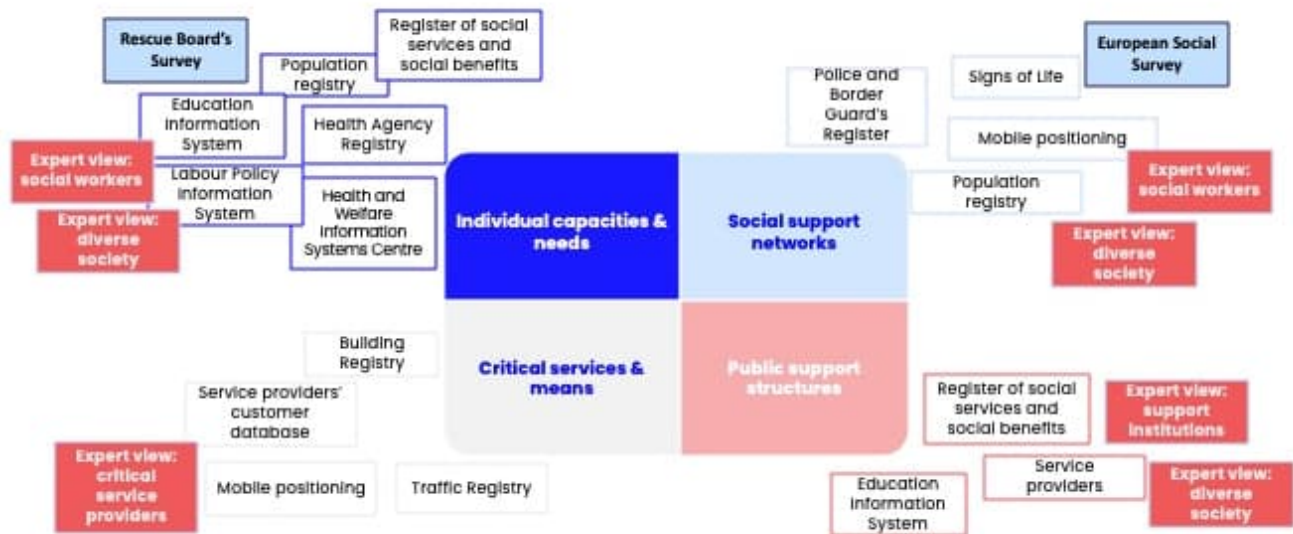 Rescue Board's
Survey
Population
registry
Register of social
services and
social benefits
Education
Information
System
Health Agency
Registry
Expert view:
social workers
Labour Policy
Information
System
Health and
Welfare
Information
Systems Centre
Expert view:
diverse
society
Individual capacities &
needs
Social support
networks
Police and
Border
Guard's
Register
Signs of Life
European Social
Survey
Mobile positioning
Population
registry
Expert view:
social workers
Expert view:
diverse
society
Building
Registry
Service providers'
customer
database
Expert view:
critical
service
providers
Mobile positioning
Traffic Registry
Critical services &
means
Public support
structures
Register of social
services and
social benefits
Expert view:
support
institutions
Education
Information
System
Service
providers
Expert view:
diverse
society